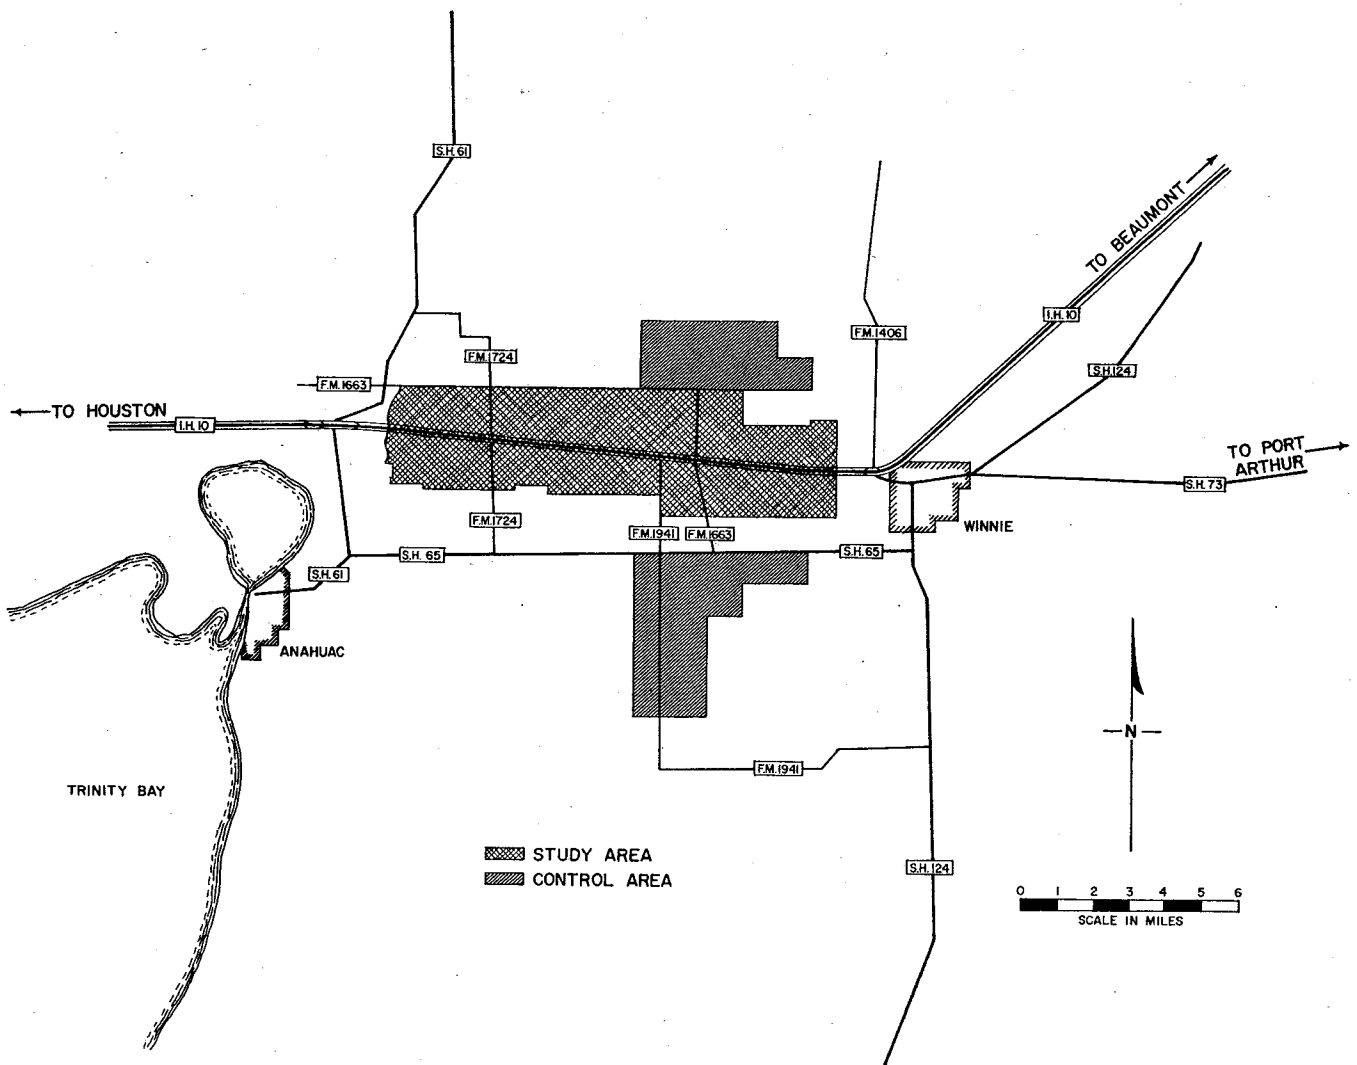 S.H. 61
TO BEAUMONT
I.H. 10
F.M. 1406
F.M. 1724
S.H. 124
F.M. 1663
TO HOUSTON
I.H. 10
TO PORT
ARTHUR
S.H. 73
F.M. 1724
F.M. 1941
F.M. 1663
WINNIE
S.H. 65
S.H. 65
S.H. 61
ANAHUAC
N
F.M. 1941
TRINITY BAY
STUDY AREA
CONTROL AREA
S.H. 124
0 1 2 3 4 5 6
SCALE IN MILES